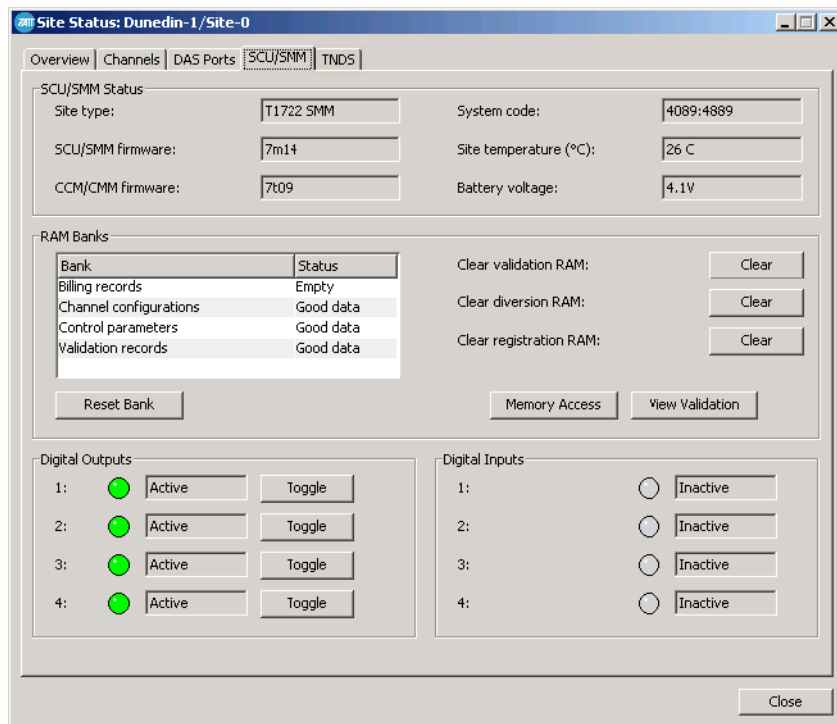 TAIT Site Status: Dunedin-1/Site-0
Overview Channels DAS Ports SCU/SMM TNDS
SCU/SMM Status
Site type: T1722 SMM System code: 4089:4889
SCU/SMM firmware: 7m14 Site temperature (°C): 26 C
CCM/CMM firmware: 7t09 Battery voltage: 4.1V
RAM Banks
Bank Status
Billing records Empty
Channel configurations Good data
Control parameters Good data
Validation records Good data
Clear validation RAM: Clear
Clear diversion RAM: Clear
Clear registration RAM: Clear
Reset Bank Memory Access View Validation
Digital Outputs
1: Active Toggle
2: Active Toggle
3: Active Toggle
4: Active Toggle
Digital Inputs
1: Inactive
2: Inactive
3: Inactive
4: Inactive
Close